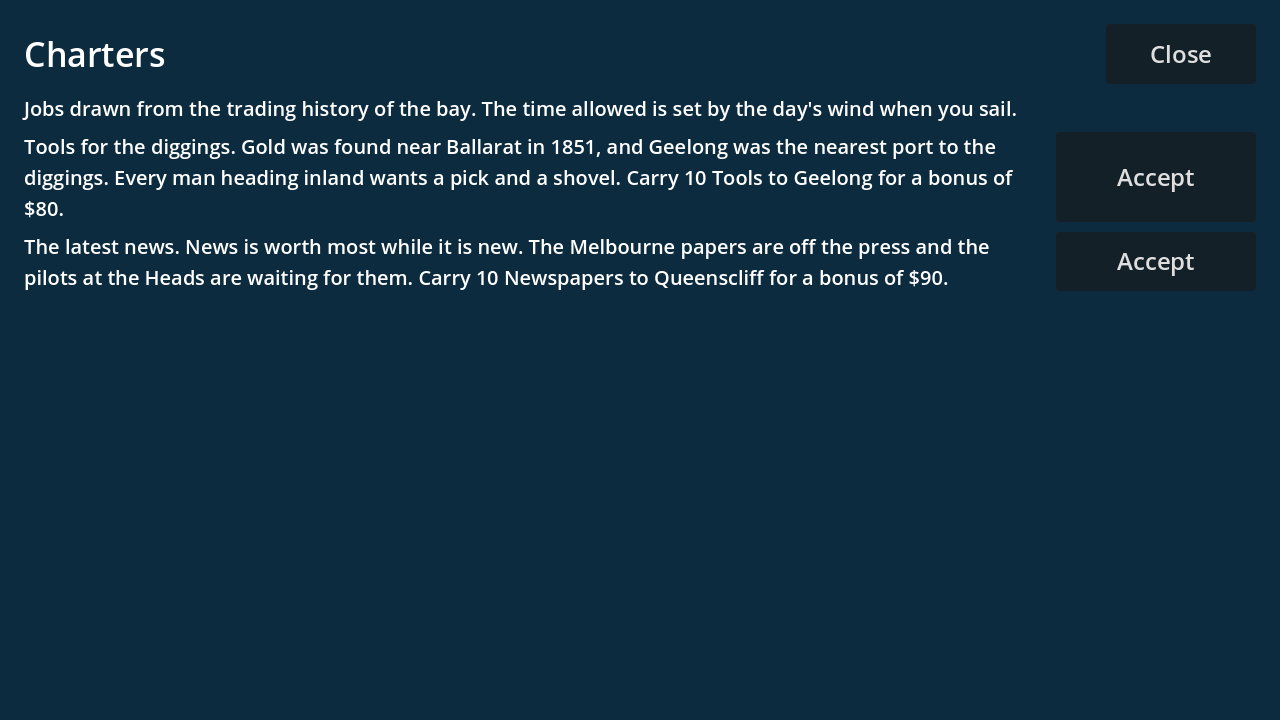 Charters
Close
Jobs drawn from the trading history of the bay. The time allowed is set by the day's wind when you sail.
Tools for the diggings. Gold was found near Ballarat in 1851, and Geelong was the nearest port to the
diggings. Every man heading inland wants a pick and a shovel. Carry 10 Tools to Geelong for a bonus of
$80.
Accept
The latest news. News is worth most while it is new. The Melbourne papers are off the press and the
pilots at the Heads are waiting for them. Carry 10 Newspapers to Queenscliff for a bonus of $90.
Accept